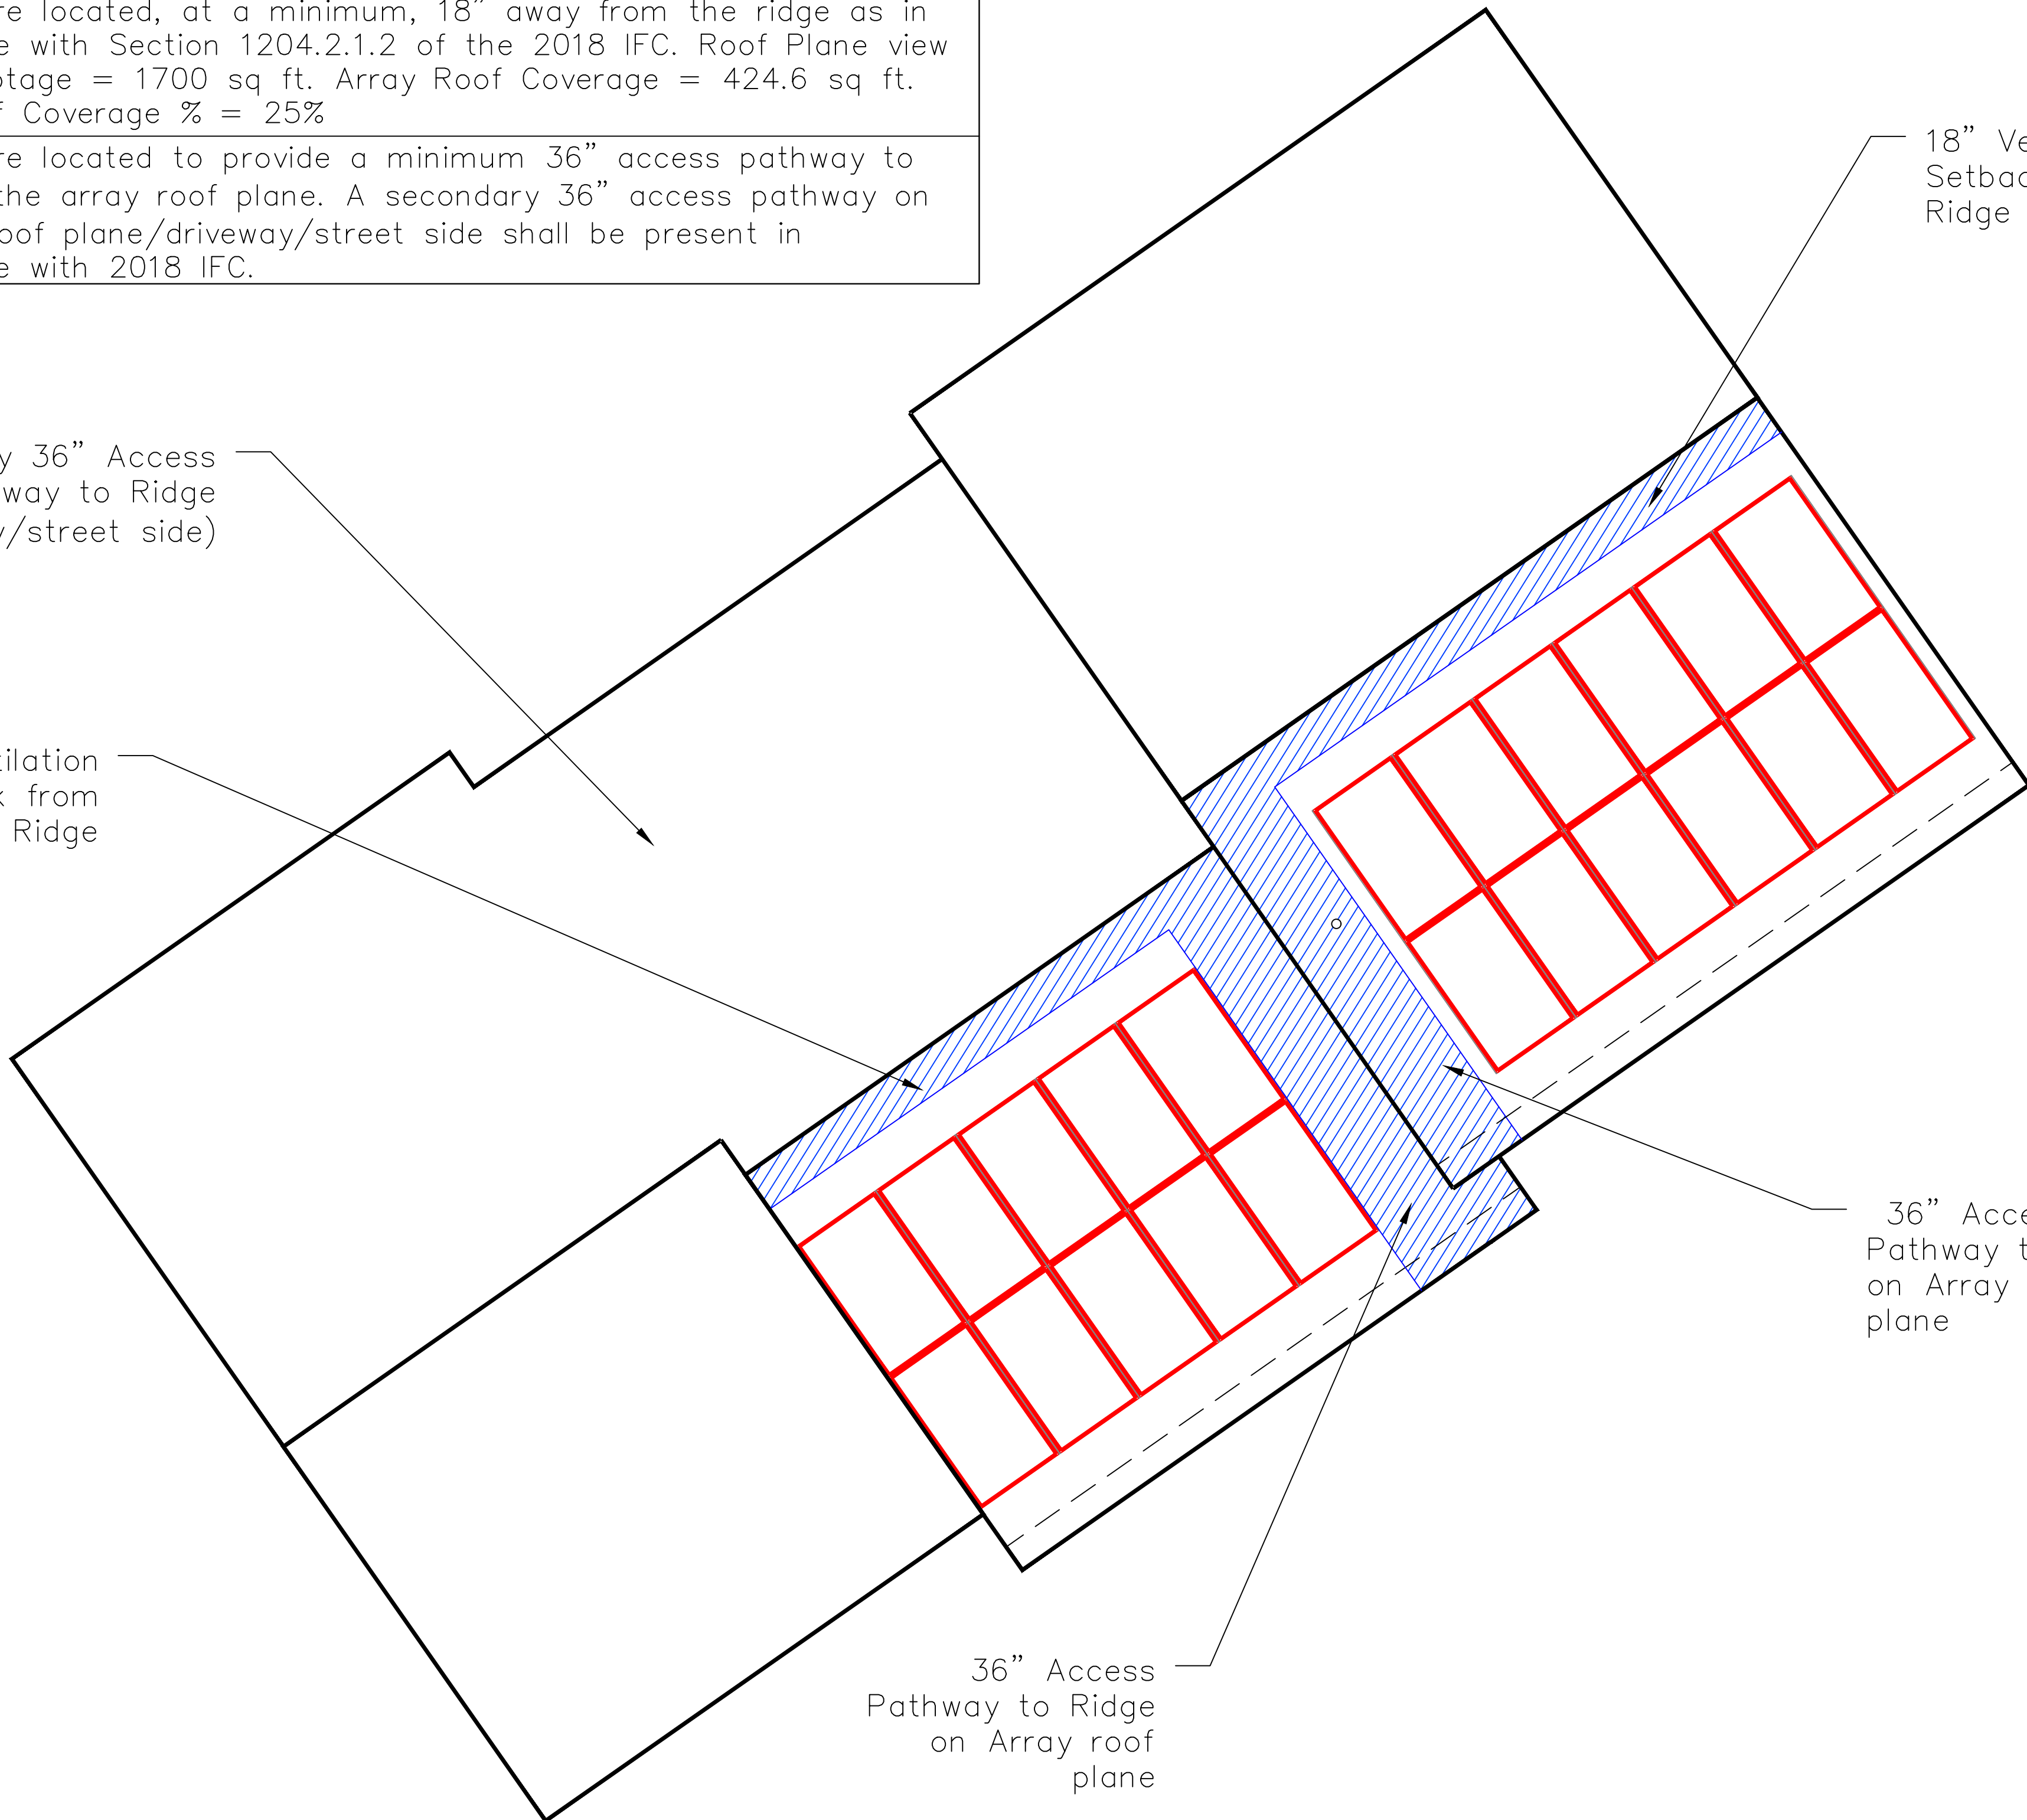 re located, at a minimum, 18" away from the ridge as in
e with Section 1204.2.1.2 of the 2018 IFC. Roof Plane view
otage = 1700 sq ft. Array Roof Coverage = 424.6 sq ft.
f Coverage % = 25%
re located to provide a minimum 36" access pathway to
the array roof plane. A secondary 36" access pathway on
oof plane/driveway/street side shall be present in
e with 2018 IFC.
18" Ve
Setbac
Ridge
y 36" Access
way to Ridge
y/street side)
tilation
k from
Ridge
36" Acce
Pathway t
on Array
plane
36" Access
Pathway to Ridge
on Array roof
plane